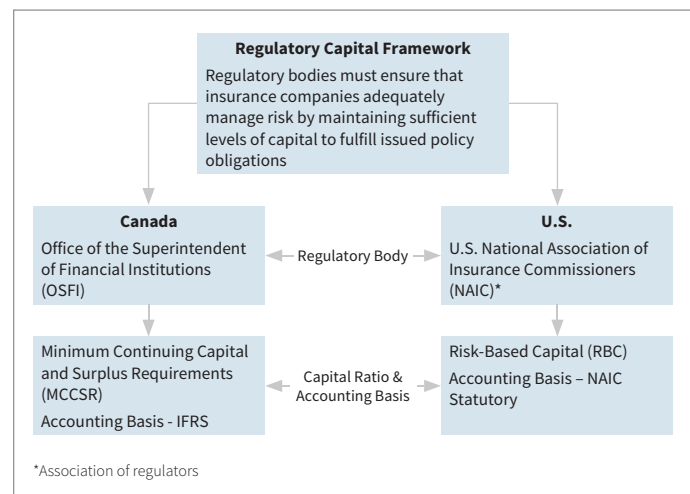 Regulatory Capital Framework
Regulatory bodies must ensure that
insurance companies adequately
manage risk by maintaining sufficient
levels of capital to fulfill issued policy
obligations
Canada
Office of the Superintendent
of Financial Institutions
(OSFI)
Regulatory Body
U.S.
U.S. National Association of
Insurance Commissioners
(NAIC)*
Minimum Continuing Capital
and Surplus Requirements
(MCCSR)
Accounting Basis - IFRS
Capital Ratio &
Accounting Basis
Risk-Based Capital (RBC)
Accounting Basis – NAIC
Statutory
*Association of regulators